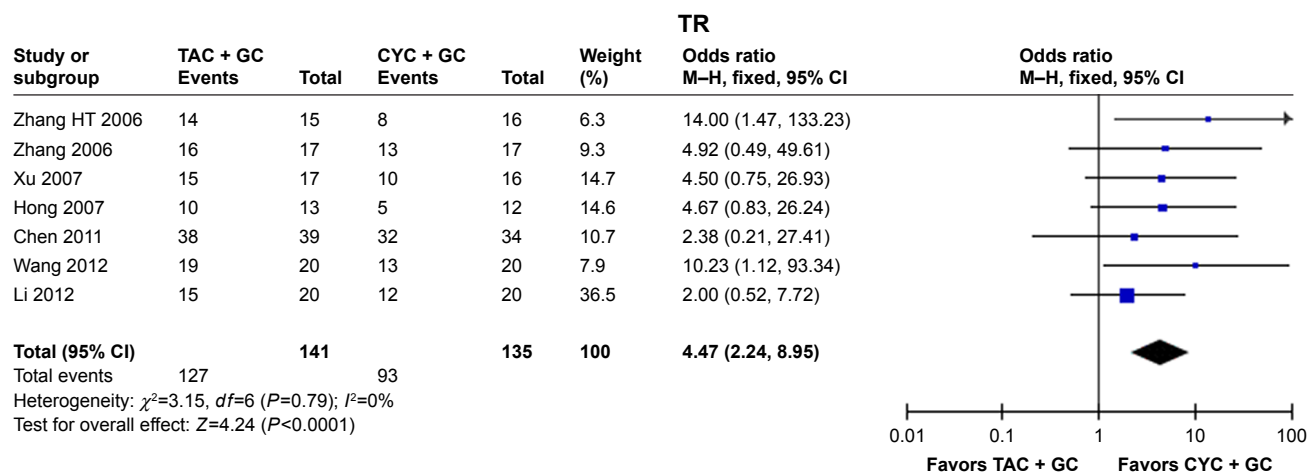 TR
Study or subgroup TAC + GC Events Total CYC + GC Events Total Weight (%) Odds ratio M–H, fixed, 95% CI Odds ratio M–H, fixed, 95% CI
Zhang HT 2006 14 15 8 16 6.3 14.00 (1.47, 133.23)
Zhang 2006 16 17 13 17 9.3 4.92 (0.49, 49.61)
Xu 2007 15 17 10 16 14.7 4.50 (0.75, 26.93)
Hong 2007 10 13 5 12 14.6 4.67 (0.83, 26.24)
Chen 2011 38 39 32 34 10.7 2.38 (0.21, 27.41)
Wang 2012 19 20 13 20 7.9 10.23 (1.12, 93.34)
Li 2012 15 20 12 20 36.5 2.00 (0.52, 7.72)
Total (95% CI) 141 135 100 4.47 (2.24, 8.95)
Total events 127 93
Heterogeneity: χ²=3.15, df=6 (P=0.79); I²=0%
Test for overall effect: Z=4.24 (P<0.0001)
0.01 0.1 1 10 100
Favors TAC + GC Favors CYC + GC